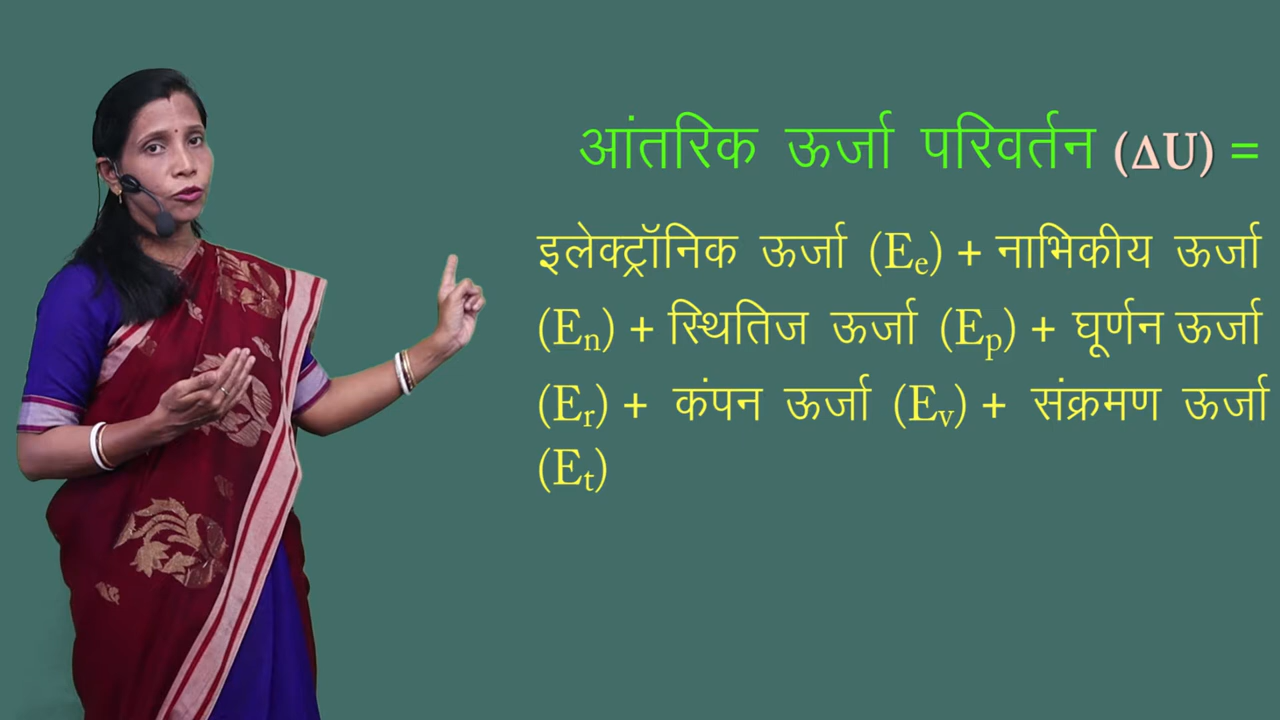 आंतरिक ऊर्जा परिवर्तन (ΔU) =
इलेक्ट्रॉनिक ऊर्जा (Eₑ) + नाभिकीय ऊर्जा
(Eₙ) + स्थितिज ऊर्जा (Eₚ) + घूर्णन ऊर्जा
(Eᵣ) + कंपन ऊर्जा (Eᵥ) + संक्रमण ऊर्जा
(Eₜ)